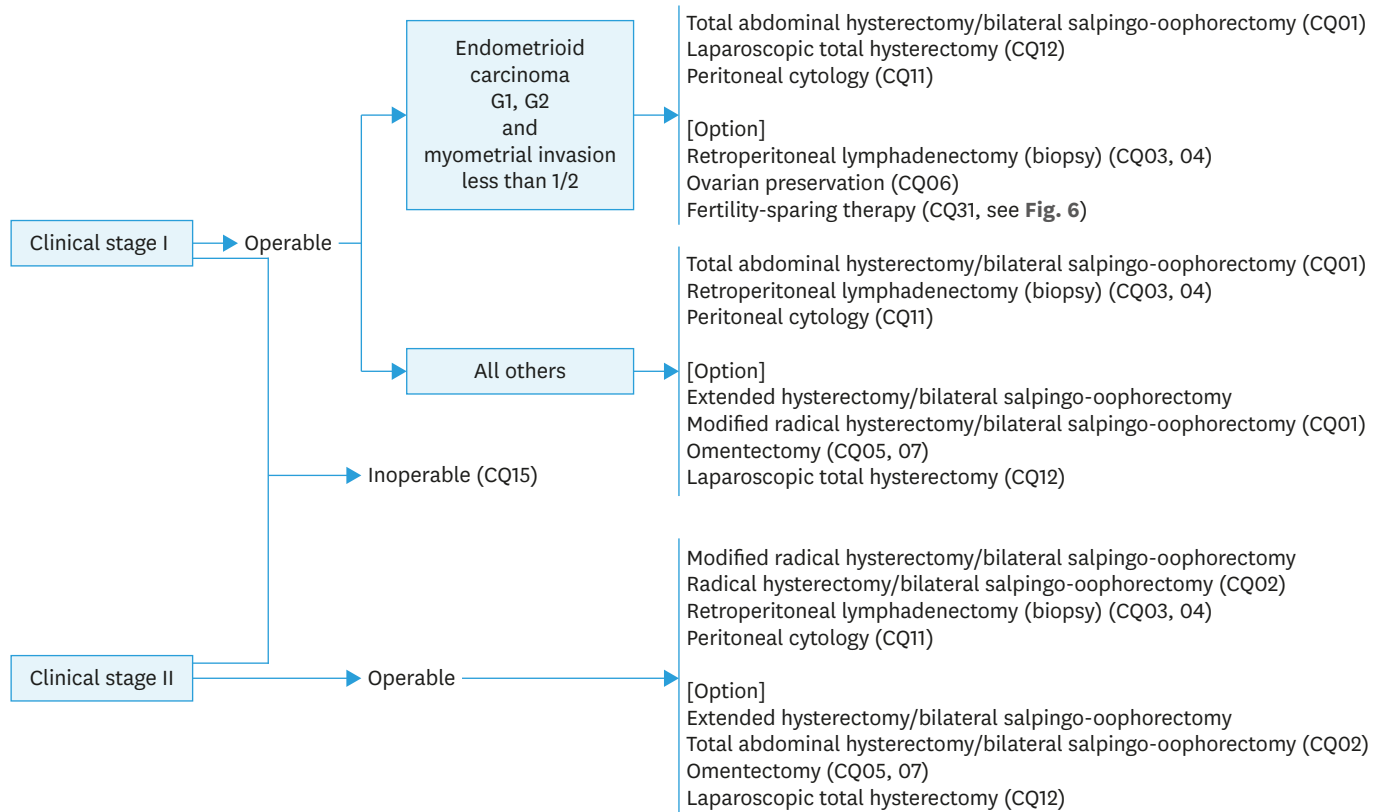 Clinical stage I
Operable
Endometrioid
carcinoma
G1, G2
and
myometrial invasion
less than 1/2
Total abdominal hysterectomy/bilateral salpingo-oophorectomy (CQ01)
Laparoscopic total hysterectomy (CQ12)
Peritoneal cytology (CQ11)
[Option]
Retroperitoneal lymphadenectomy (biopsy) (CQ03, 04)
Ovarian preservation (CQ06)
Fertility-sparing therapy (CQ31, see Fig. 6)
All others
Total abdominal hysterectomy/bilateral salpingo-oophorectomy (CQ01)
Retroperitoneal lymphadenectomy (biopsy) (CQ03, 04)
Peritoneal cytology (CQ11)
[Option]
Extended hysterectomy/bilateral salpingo-oophorectomy
Modified radical hysterectomy/bilateral salpingo-oophorectomy (CQ01)
Omentectomy (CQ05, 07)
Laparoscopic total hysterectomy (CQ12)
Inoperable (CQ15)
Clinical stage II
Operable
Modified radical hysterectomy/bilateral salpingo-oophorectomy
Radical hysterectomy/bilateral salpingo-oophorectomy (CQ02)
Retroperitoneal lymphadenectomy (biopsy) (CQ03, 04)
Peritoneal cytology (CQ11)
[Option]
Extended hysterectomy/bilateral salpingo-oophorectomy
Total abdominal hysterectomy/bilateral salpingo-oophorectomy (CQ02)
Omentectomy (CQ05, 07)
Laparoscopic total hysterectomy (CQ12)